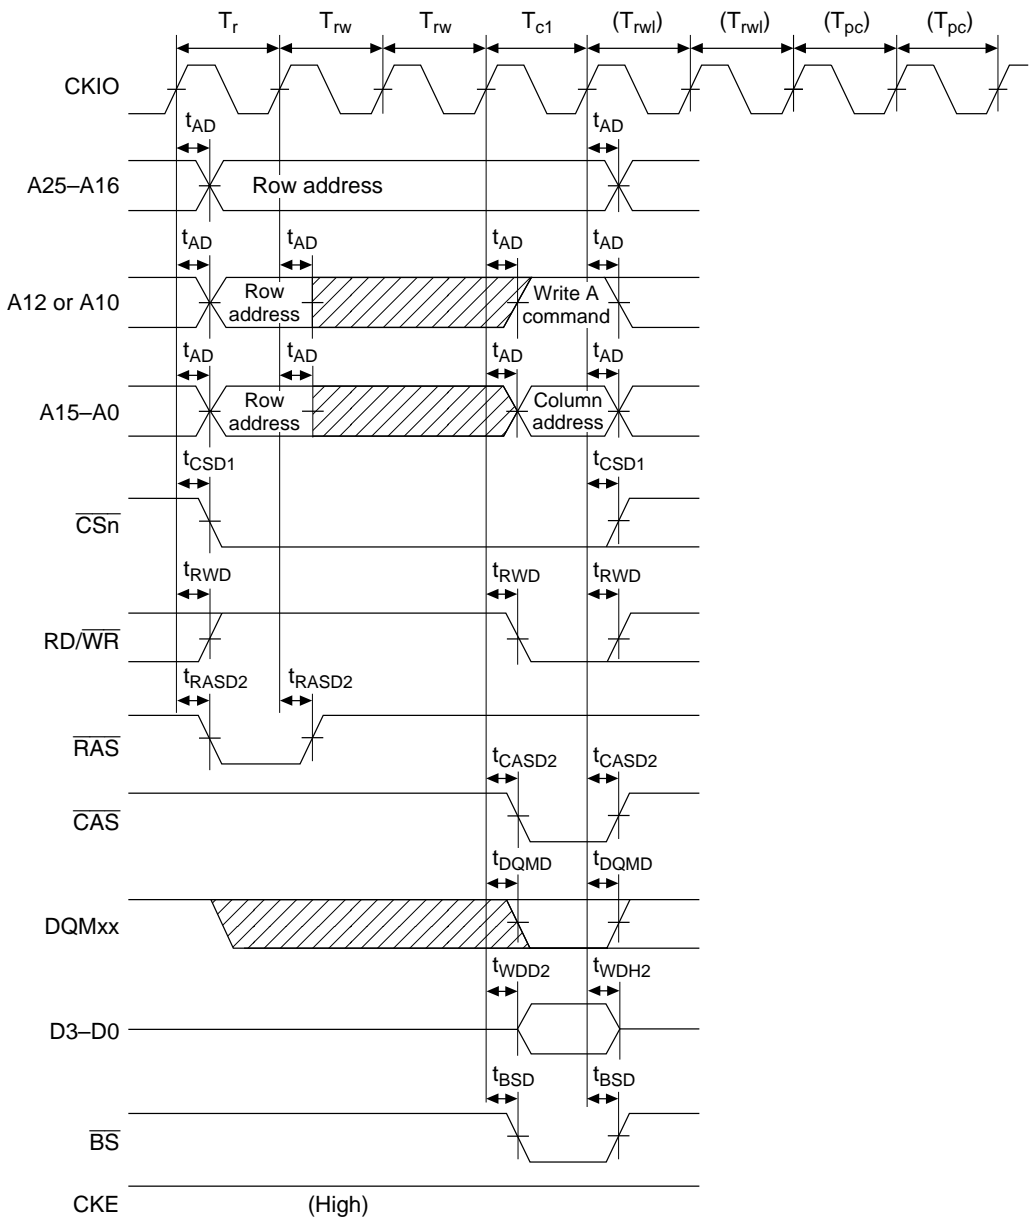 Tr Trw Trw Tc1 (Trwl) (Trwl) (Tpc) (Tpc)
CKIO
tAD tAD
A25–A16 Row address
tAD tAD tAD tAD
A12 or A10 Row address Write A command
tAD tAD tAD tAD
A15–A0 Row address Column address
tCSD1 tCSD1
CSn
tRWD tRWD tRWD
RD/WR
tRASD2 tRASD2
RAS
tCASD2 tCASD2
CAS
tDQMD tDQMD
DQMxx
tWDD2 tWDH2
D3–D0
tBSD tBSD
BS
CKE (High)